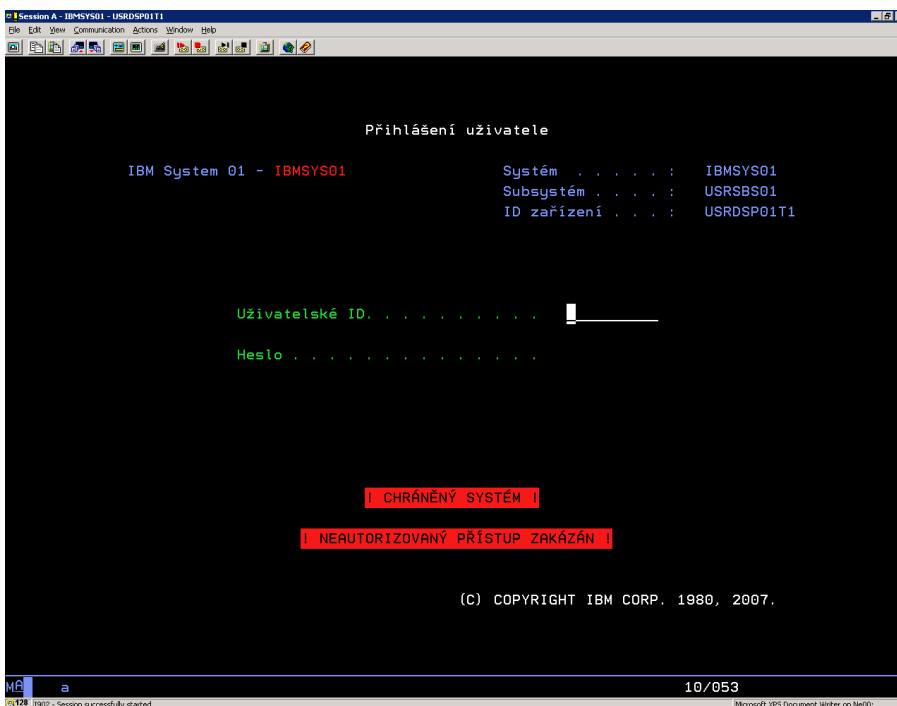 Session A - IBMSYS01 - USRDSP01T1
File Edit View Communication Actions Window Help
Přihlášení uživatele
IBM System 01 - IBMSYS01 Systém . . . . . : IBMSYS01
Subsystém . . . . : USRSBS01
ID zařízení . . . : USRDSP01T1
Uživatelské ID. . . . . . . . . .
Heslo . . . . . . . . . . . . . .
! CHRÁNĚNÝ SYSTÉM !
! NEAUTORIZOVANÝ PŘÍSTUP ZAKÁZÁN !
(C) COPYRIGHT IBM CORP. 1980, 2007.
MA a 10/053
I902 - Session successfully started Microsoft XPS Document Writer on Ne00: